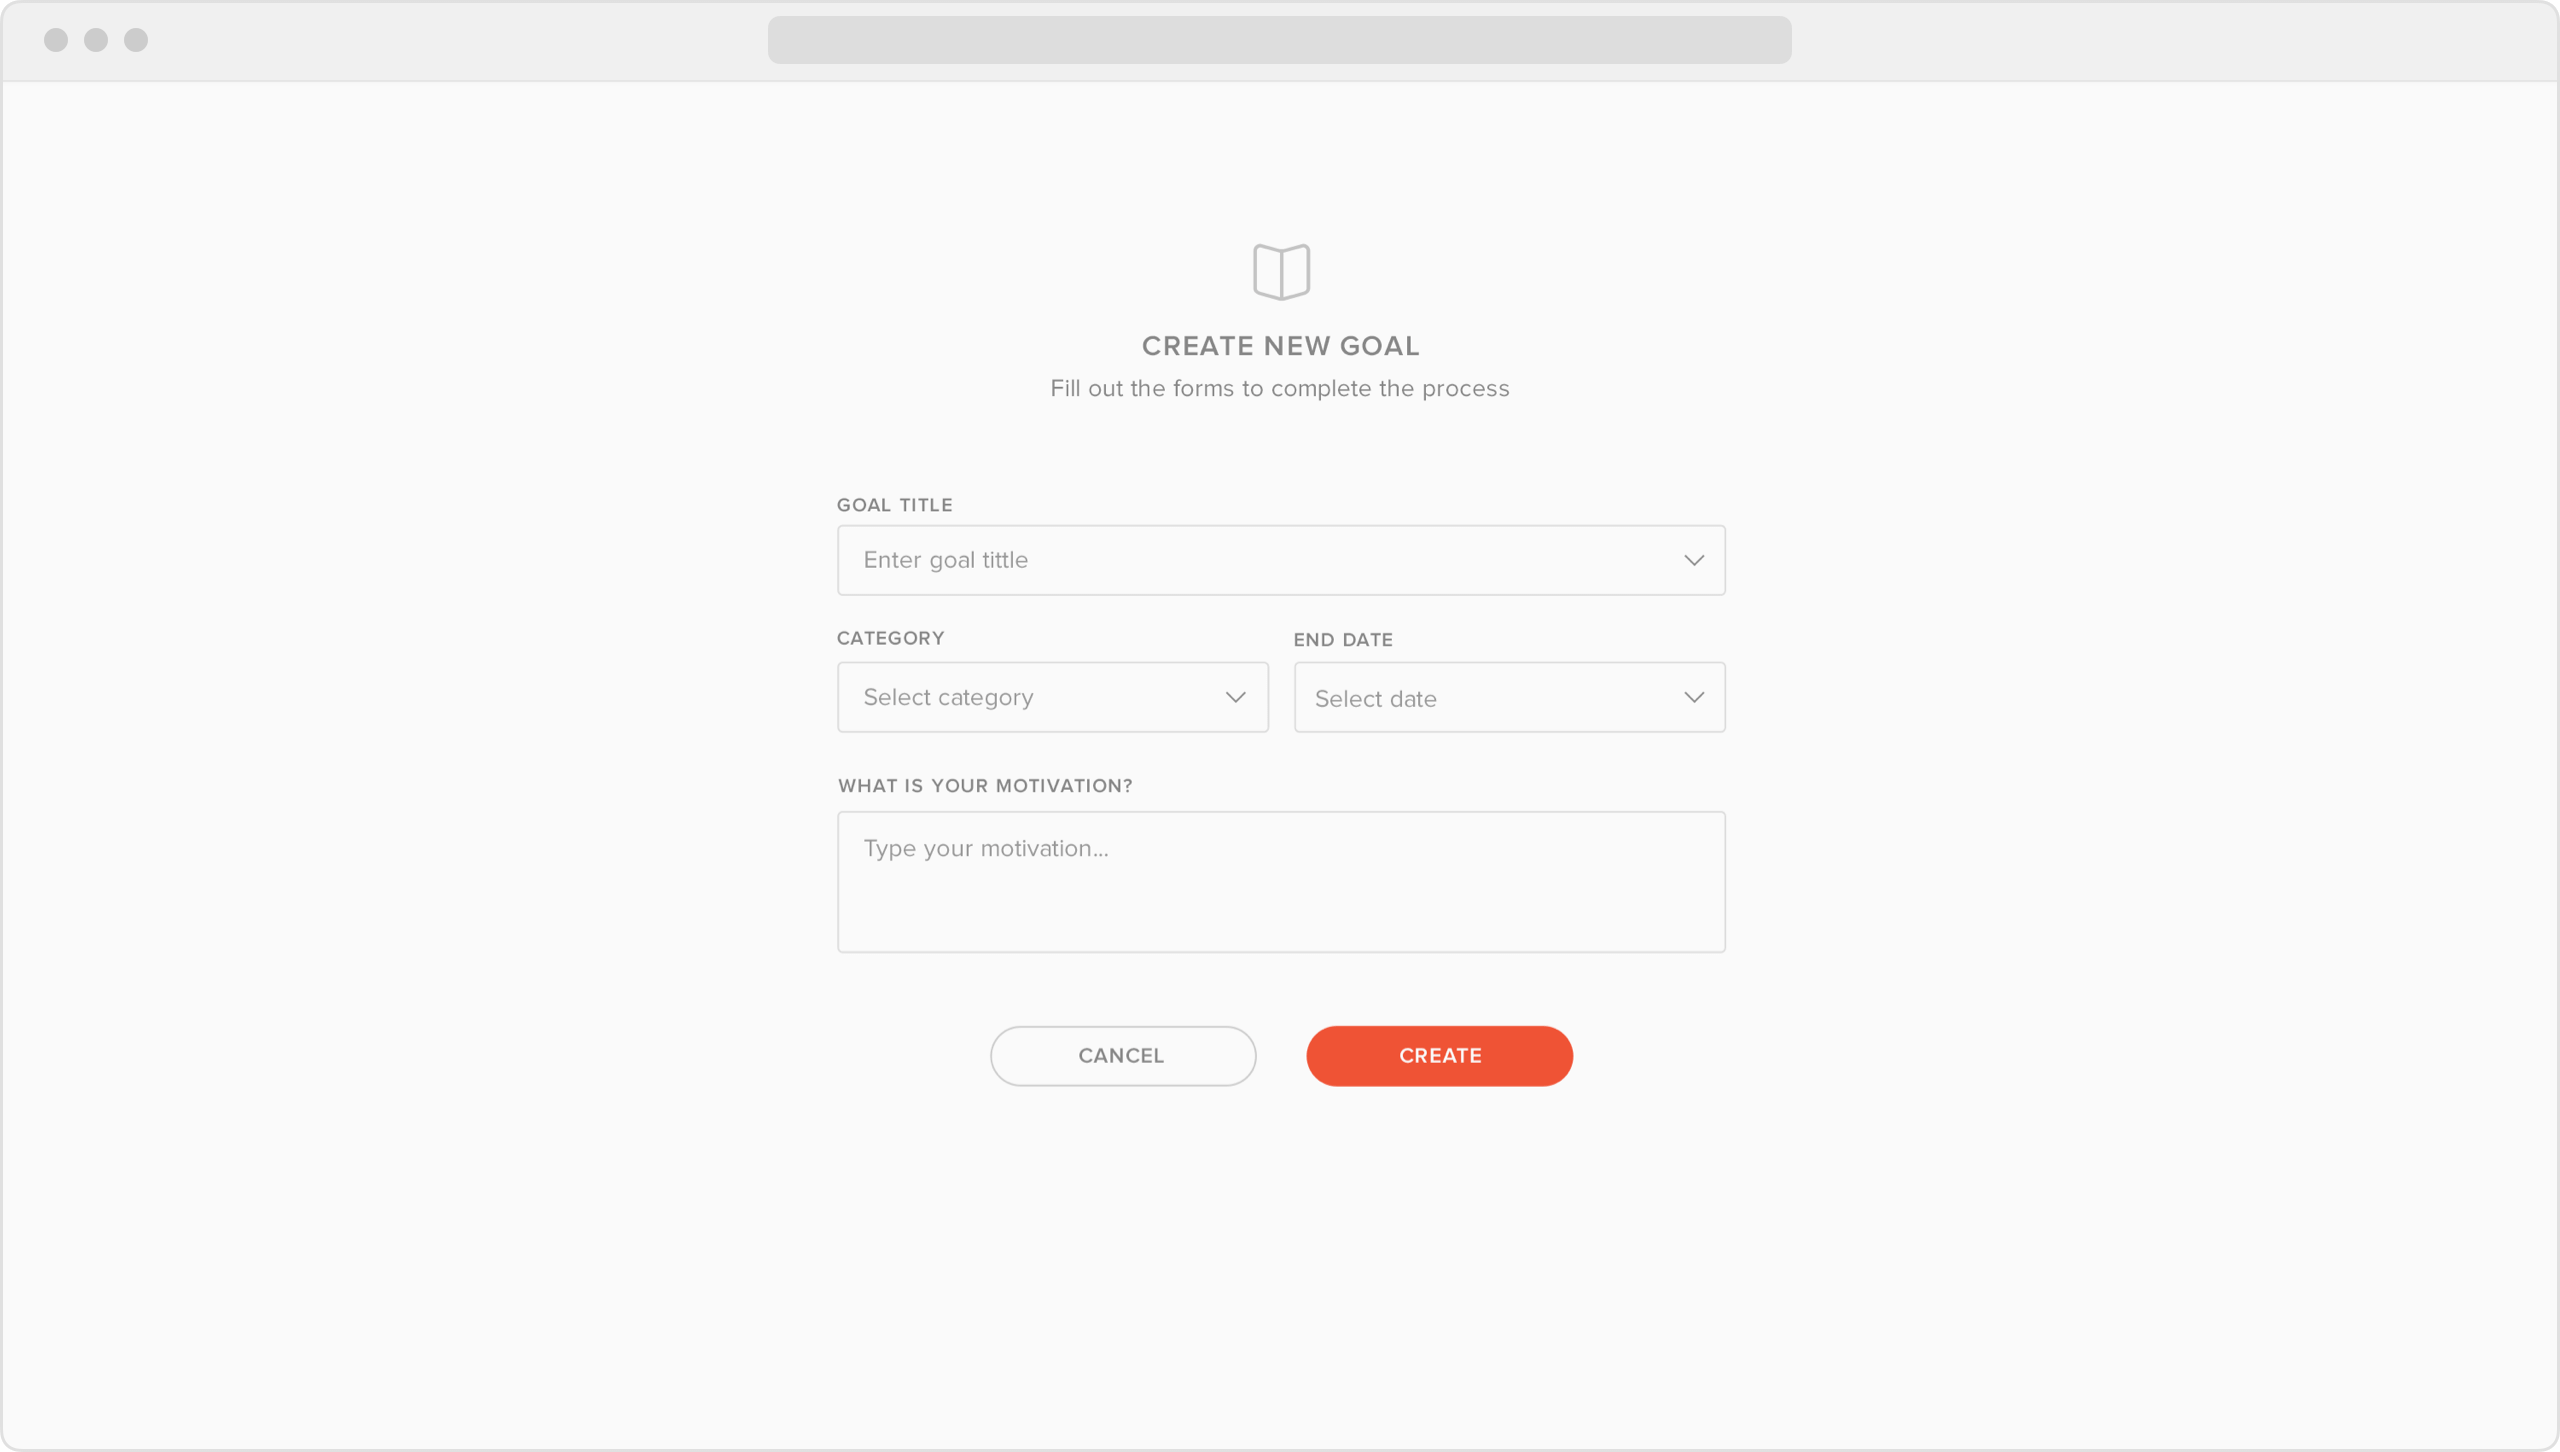 CREATE NEW GOAL
Fill out the forms to complete the process
GOAL TITLE
Enter goal tittle
CATEGORY
END DATE
Select category
Select date
WHAT IS YOUR MOTIVATION?
Type your motivation...
CANCEL
CREATE